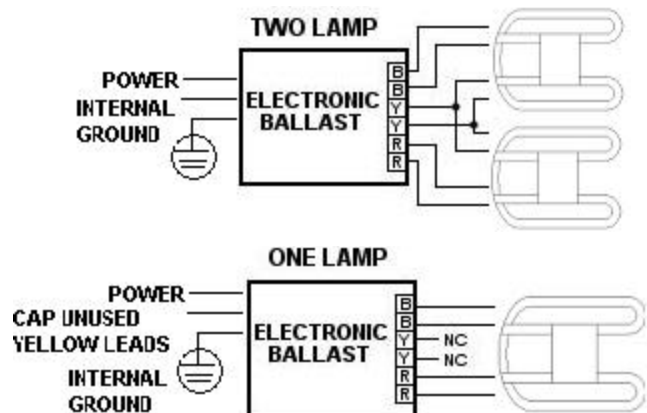 TWO LAMP
POWER
INTERNAL
GROUND
ELECTRONIC
BALLAST
B
B
Y
Y
R
R
ONE LAMP
POWER
CAP UNUSED
YELLOW LEADS
INTERNAL
GROUND
ELECTRONIC
BALLAST
B
B
Y NC
Y NC
R
R